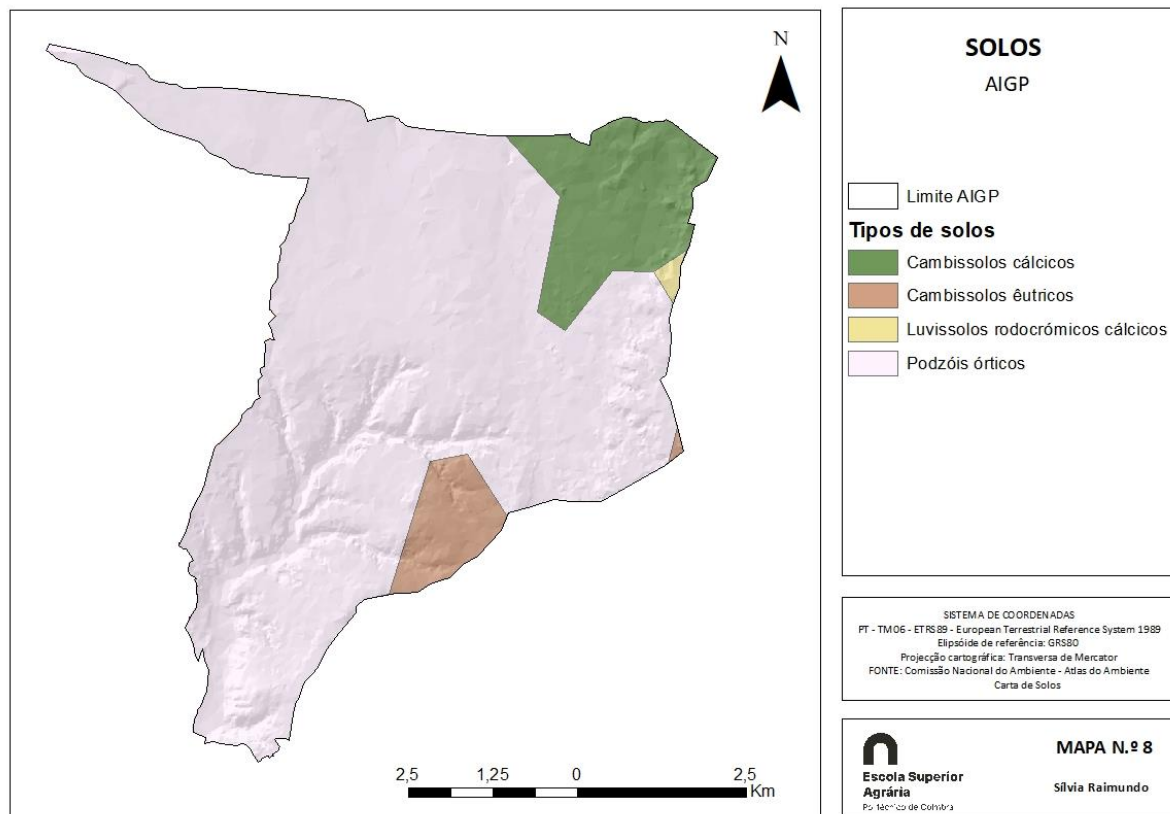 N
2,5 1,25 0 2,5
Km
SOLOS
AIGP
Limite AIGP
Tipos de solos
Cambissolos cálcicos
Cambissolos êutricos
Luvissolos rodocrómicos cálcicos
Podzóis órticos
SISTEMA DE COORDENADAS
PT - TM06 - ETRS89 - European Terrestrial Reference System 1989
Elipsóide de referência: GRS80
Projecção cartográfica: Transversa de Mercator
FONTE: Comissão Nacional do Ambiente - Atlas do Ambiente
Carta de Solos
Escola Superior
Agrária
Politécnico de Coimbra
MAPA N.º 8
Sílvia Raimundo